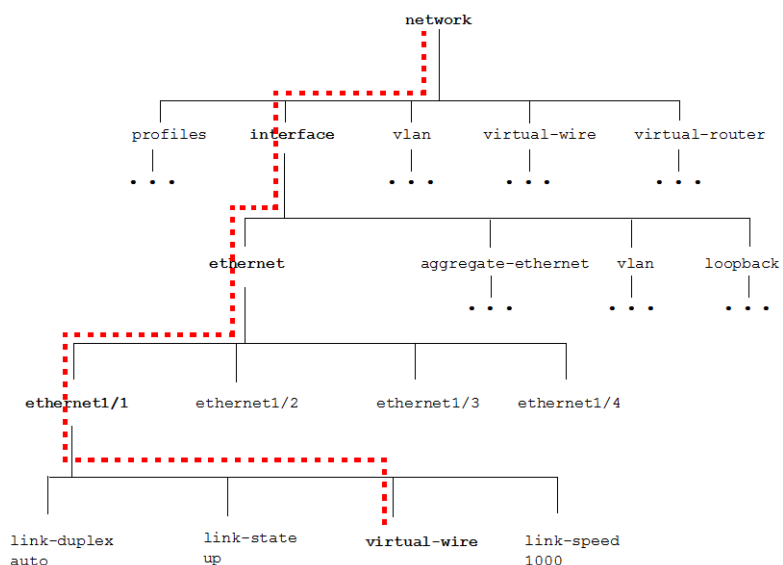 network
profiles interface vlan virtual-wire virtual-router
... ... ... ...
ethernet aggregate-ethernet vlan loopback
... ... ...
ethernet1/1 ethernet1/2 ethernet1/3 ethernet1/4
link-duplex link-state virtual-wire link-speed
auto up 1000